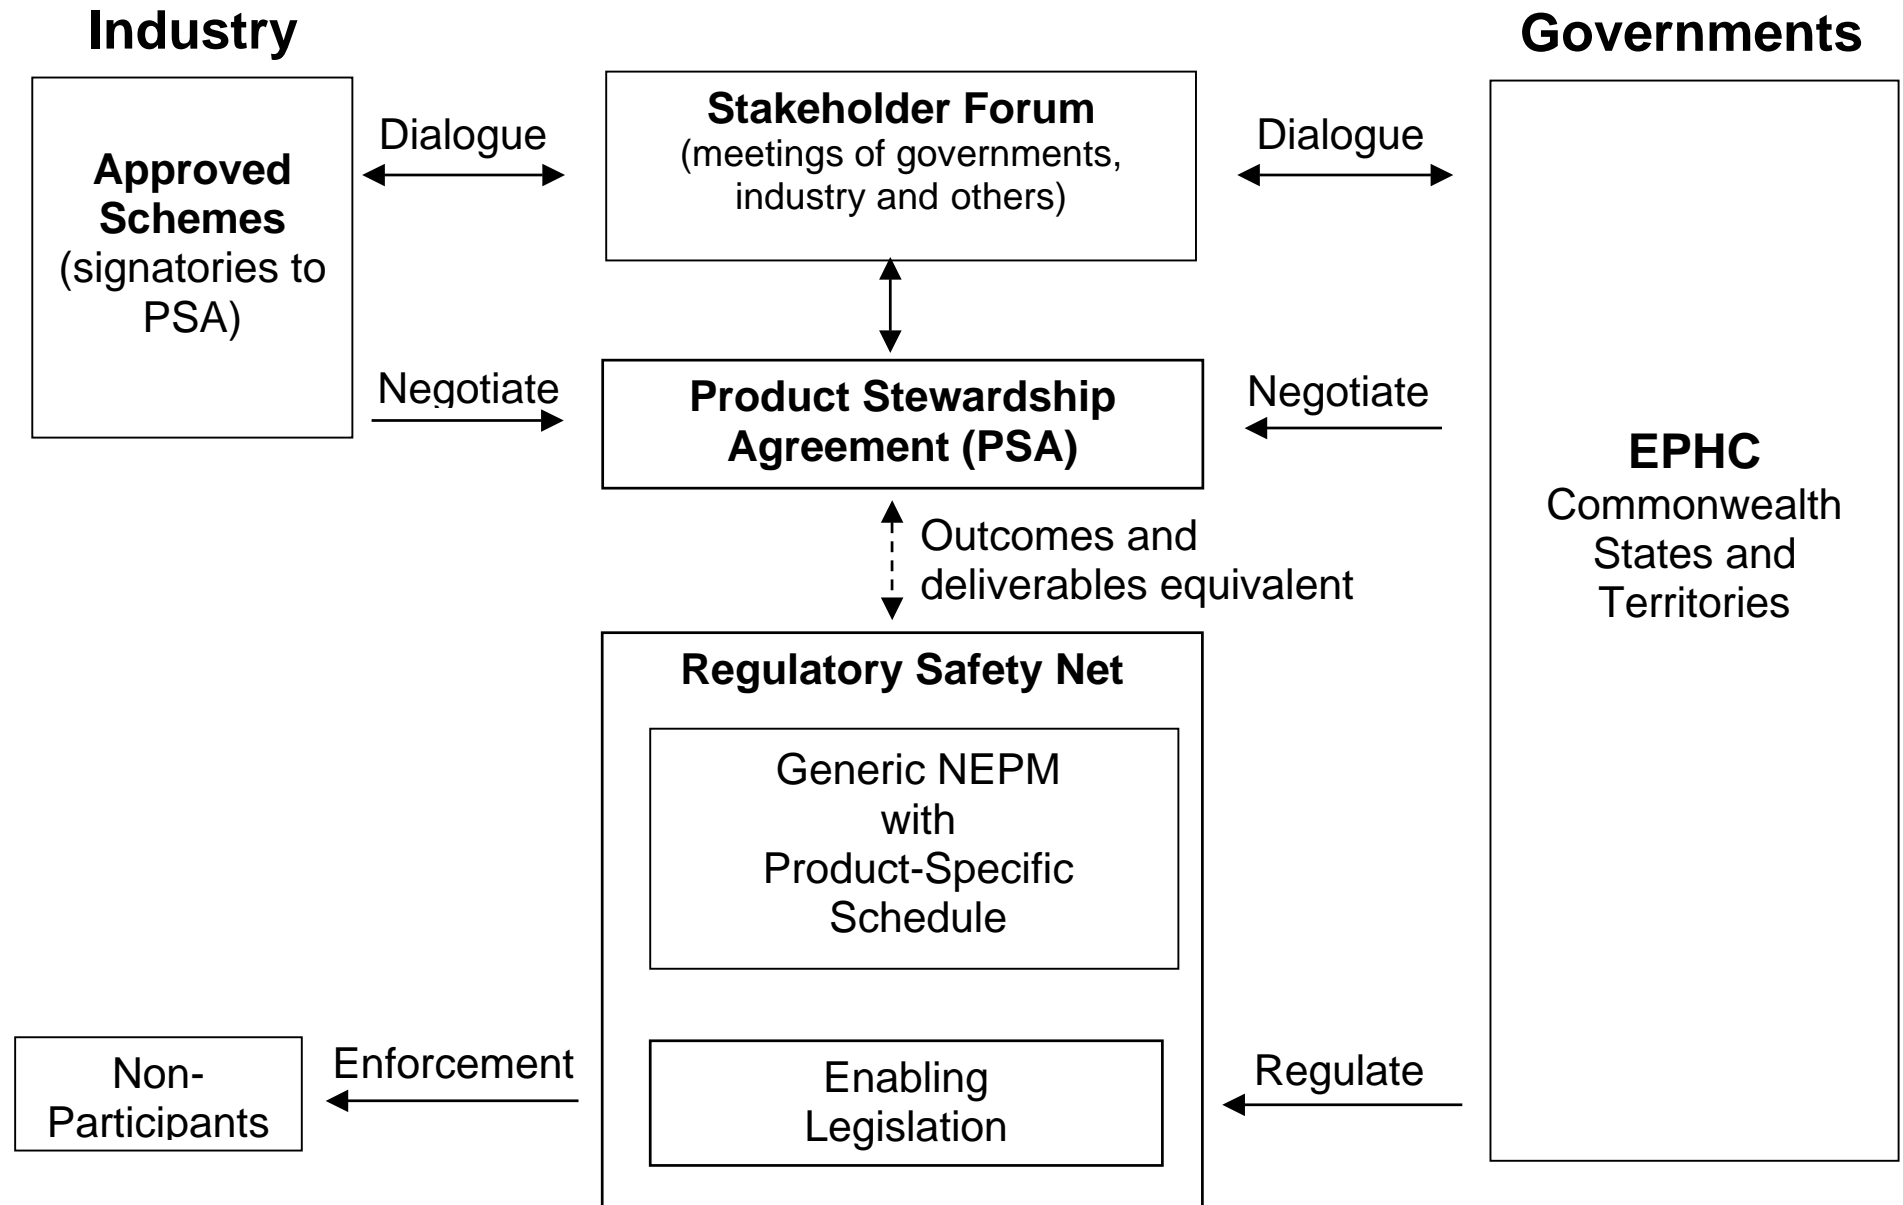 Industry
Governments
Approved
Schemes
(signatories to
PSA)
Dialogue
Stakeholder Forum
(meetings of governments,
industry and others)
Dialogue
Negotiate
Product Stewardship
Agreement (PSA)
Negotiate
EPHC
Commonwealth
States and
Territories
Outcomes and
deliverables equivalent
Regulatory Safety Net
Generic NEPM
with
Product-Specific
Schedule
Non-
Participants
Enforcement
Enabling
Legislation
Regulate